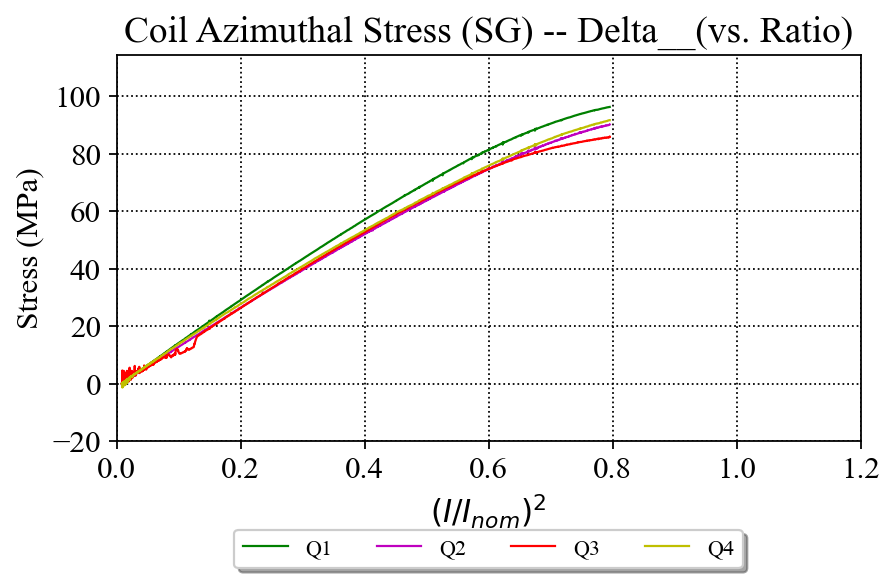 Coil Azimuthal Stress (SG) -- Delta__(vs. Ratio)
Stress (MPa)
100
80
60
40
20
0
−20
0.0 0.2 0.4 0.6 0.8 1.0 1.2
(I/I_nom)^2
Q1 Q2 Q3 Q4